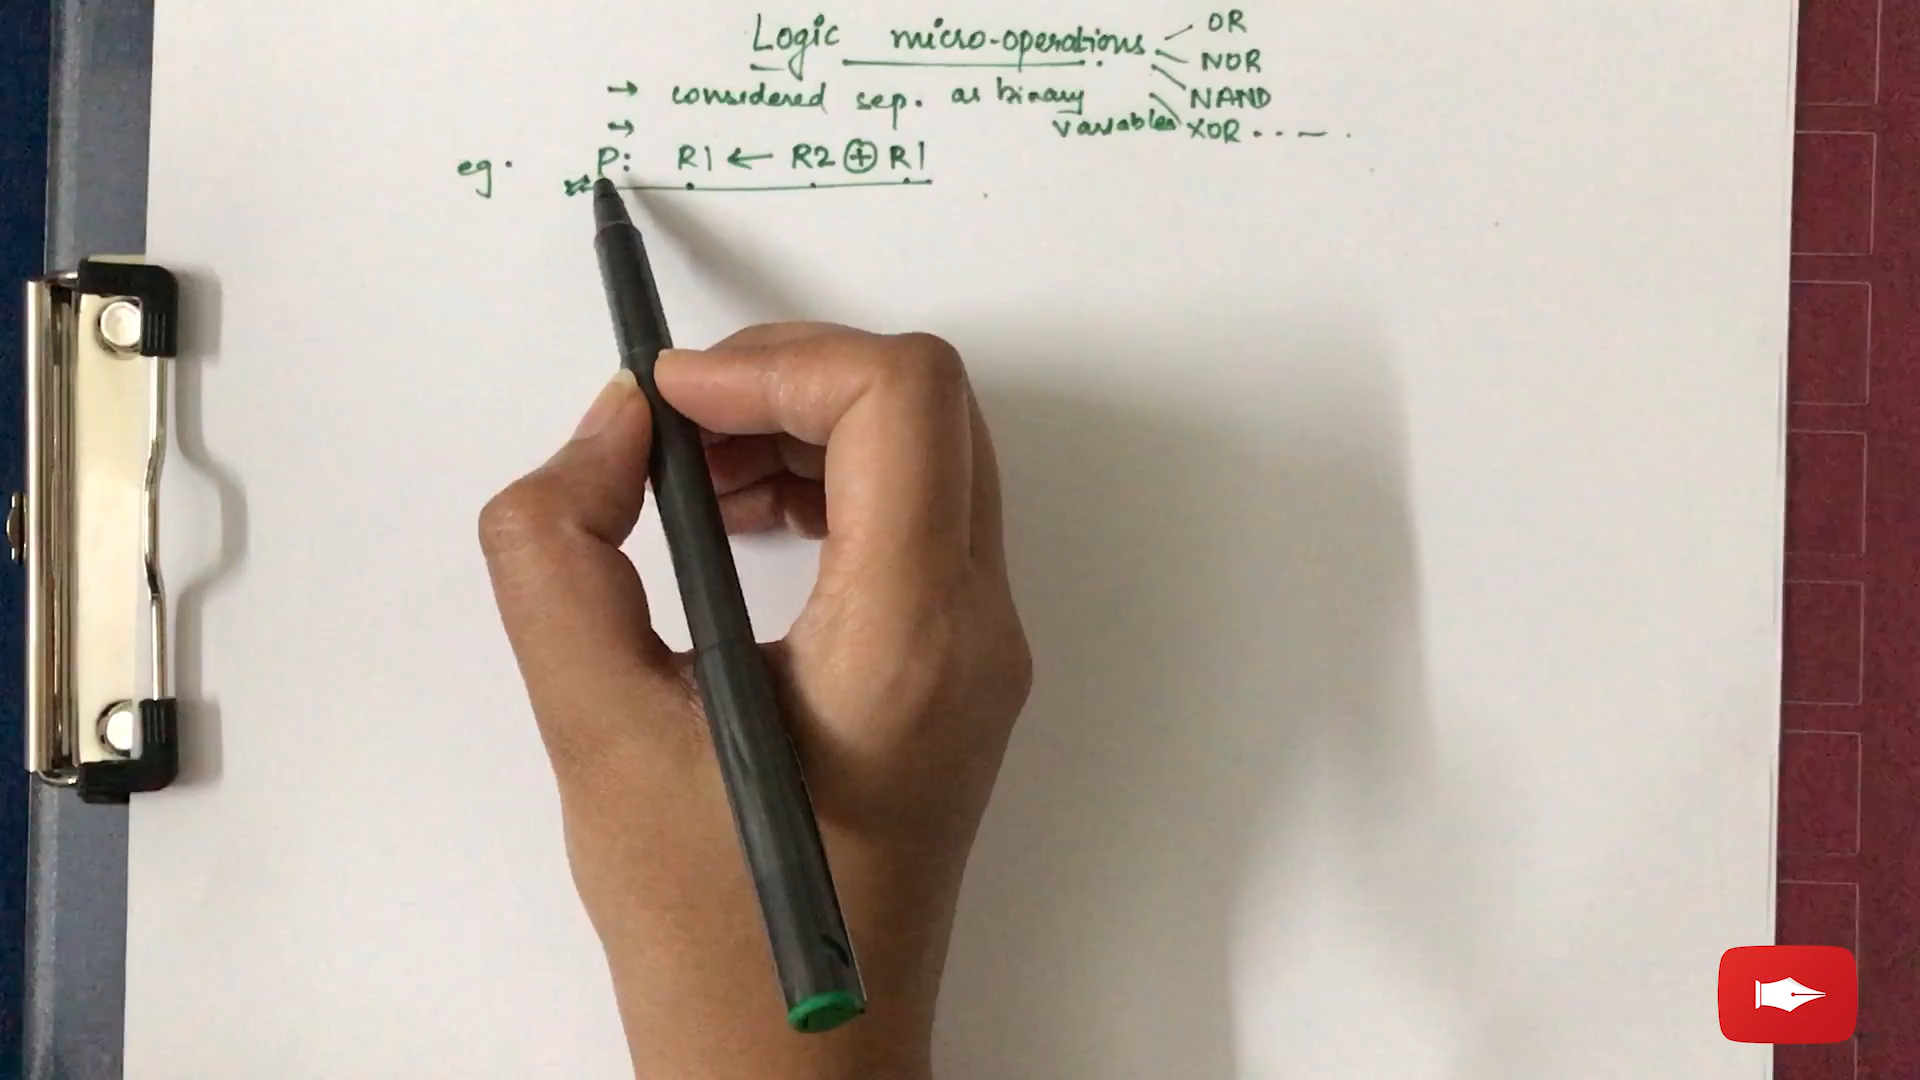 Logic micro-operations
OR
NOR
NAND
XOR
→ considered sep. as binary variables
→
eg. P: R1 ← R2 ⊕ R1